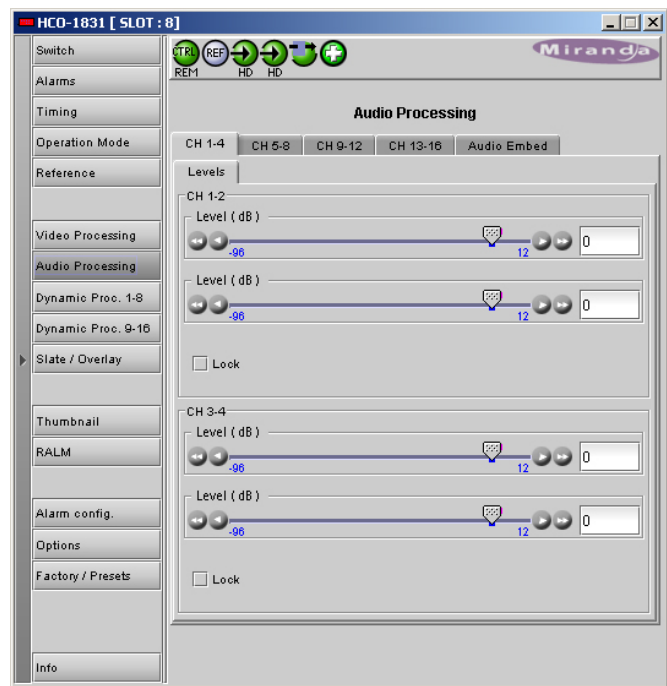 HCO-1831 [ SLOT : 8]
Switch
Alarms
Timing
Operation Mode
Reference
Video Processing
Audio Processing
Dynamic Proc. 1-8
Dynamic Proc. 9-16
Slate / Overlay
Thumbnail
RALM
Alarm config.
Options
Factory / Presets
Info
CTRL REF
REM HD HD
Miranda
Audio Processing
CH 1-4 CH 5-8 CH 9-12 CH 13-16 Audio Embed
Levels
CH 1-2
Level ( dB )
-96 12 0
Level ( dB )
-96 12 0
Lock
CH 3-4
Level ( dB )
-96 12 0
Level ( dB )
-96 12 0
Lock